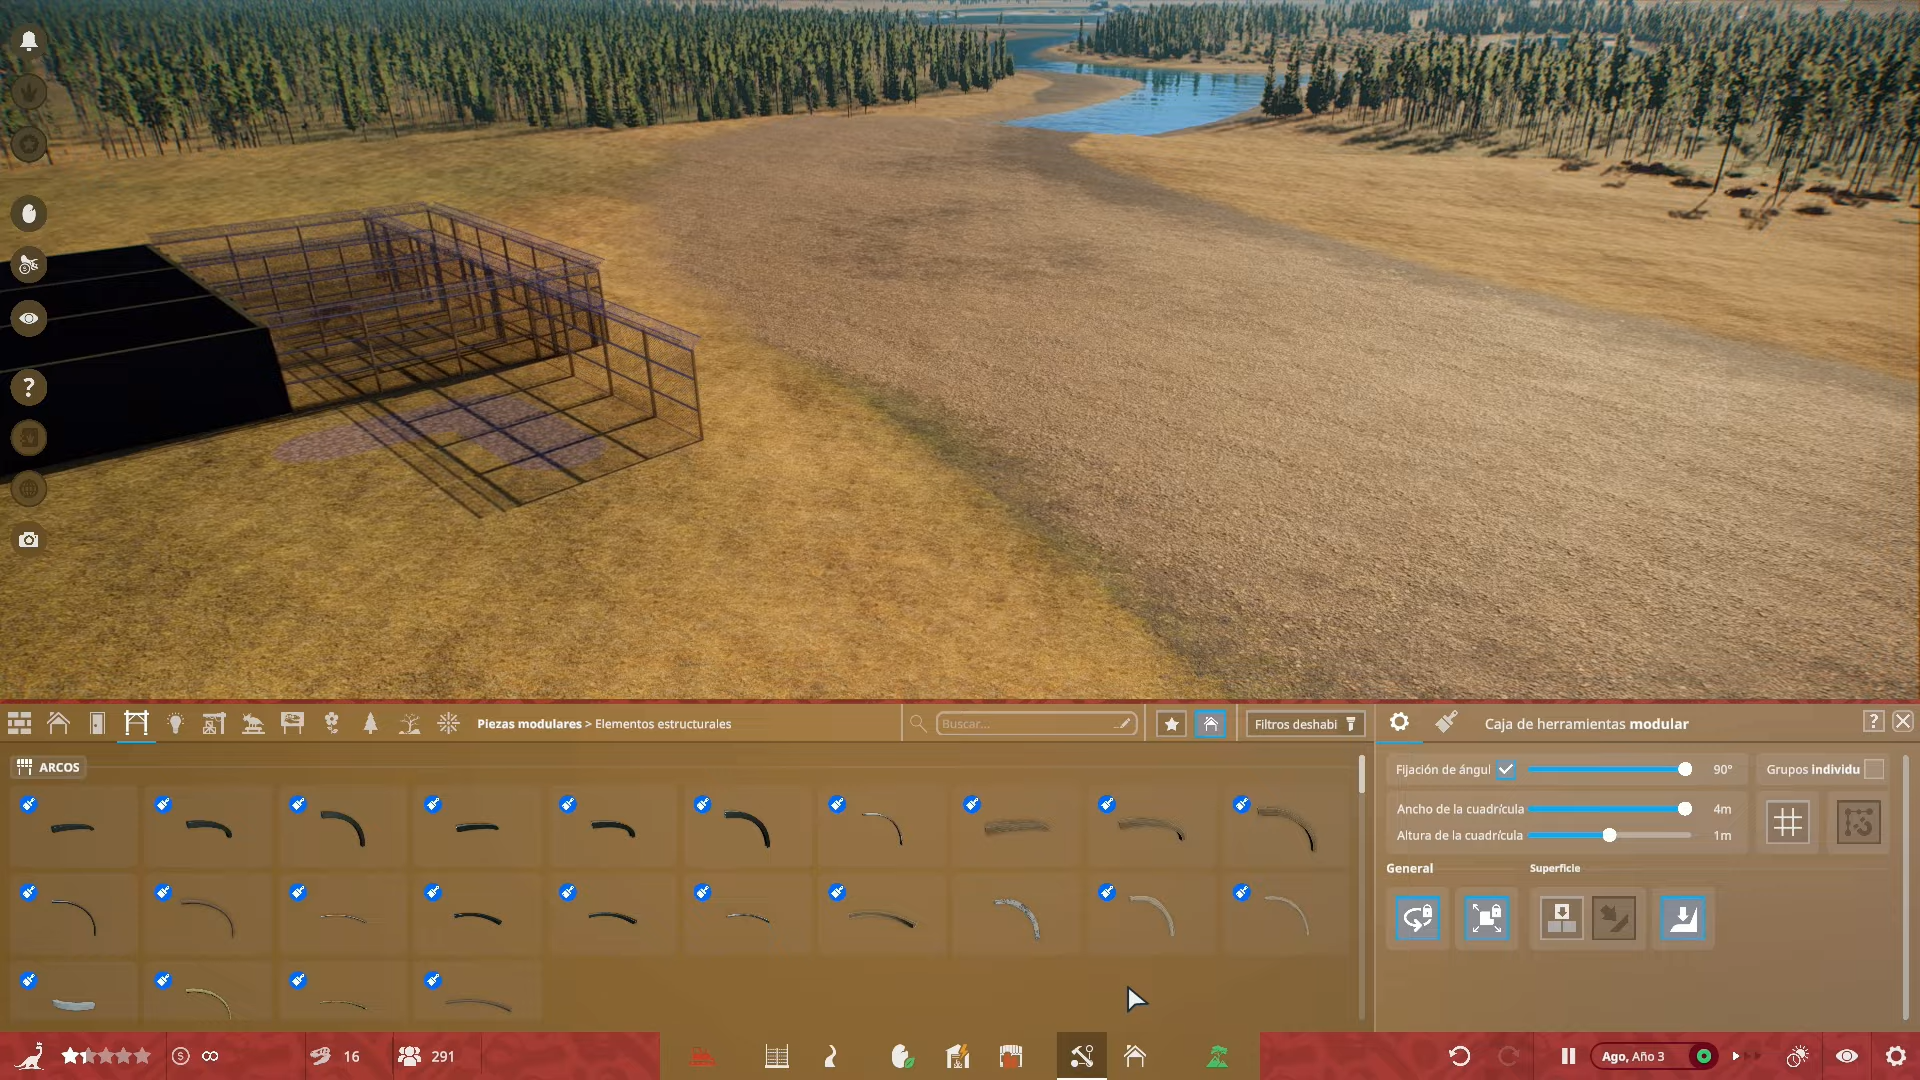 Piezas modulares > Elementos estructurales
Buscar...
Filtros deshabi
Caja de herramientas modular
?
?
ARCOS
Fijación de ángul
90°
Grupos individu
Ancho de la cuadrícula
4m
Altura de la cuadrícula
1m
General
Superficie
16
291
Ago, Año 3